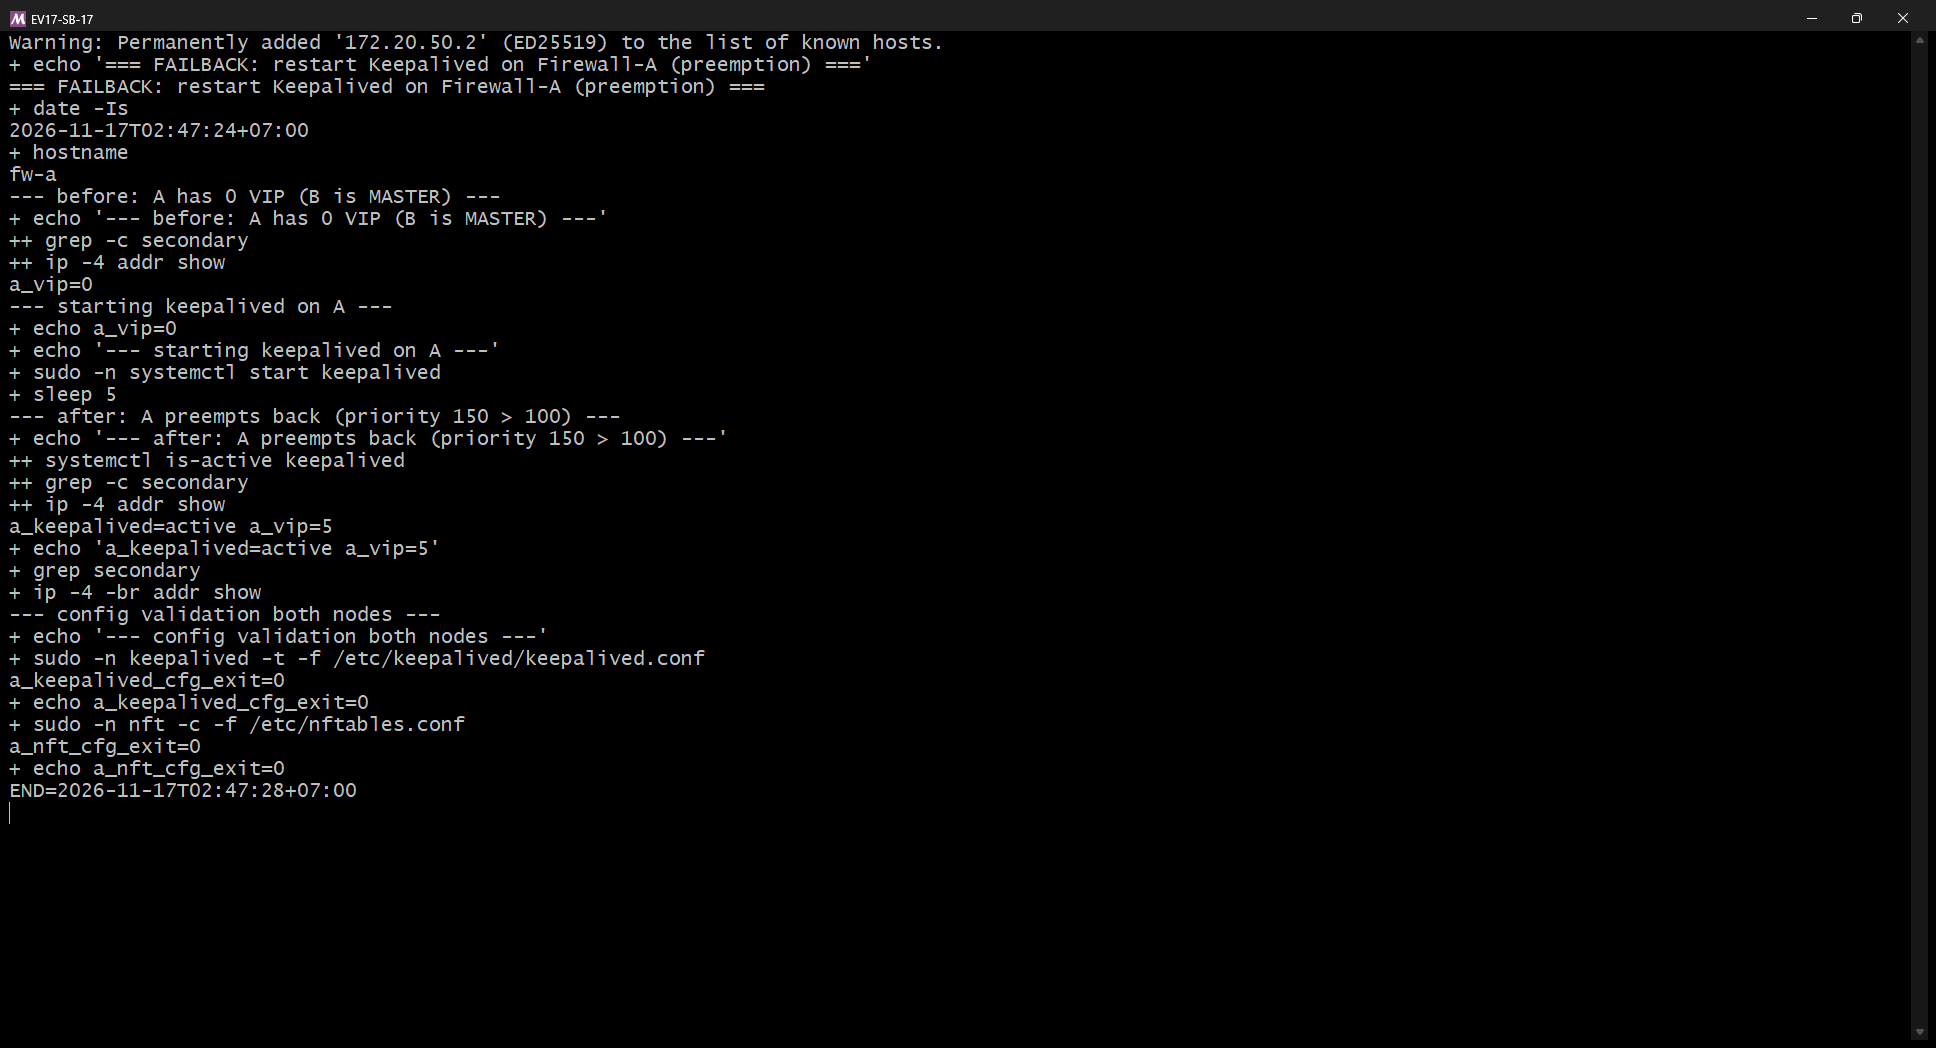 EV17-SB-17
Warning: Permanently added '172.20.50.2' (ED25519) to the list of known hosts.
+ echo '=== FAILBACK: restart Keepalived on Firewall-A (preemption) ==='
=== FAILBACK: restart Keepalived on Firewall-A (preemption) ===
+ date -Is
2026-11-17T02:47:24+07:00
+ hostname
fw-a
--- before: A has 0 VIP (B is MASTER) ---
+ echo '--- before: A has 0 VIP (B is MASTER) ---'
++ grep -c secondary
++ ip -4 addr show
a_vip=0
--- starting keepalived on A ---
+ echo a_vip=0
+ echo '--- starting keepalived on A ---'
+ sudo -n systemctl start keepalived
+ sleep 5
--- after: A preempts back (priority 150 > 100) ---
+ echo '--- after: A preempts back (priority 150 > 100) ---'
++ systemctl is-active keepalived
++ grep -c secondary
++ ip -4 addr show
a_keepalived=active a_vip=5
+ echo 'a_keepalived=active a_vip=5'
+ grep secondary
+ ip -4 -br addr show
--- config validation both nodes ---
+ echo '--- config validation both nodes ---'
+ sudo -n keepalived -t -f /etc/keepalived/keepalived.conf
a_keepalived_cfg_exit=0
+ echo a_keepalived_cfg_exit=0
+ sudo -n nft -c -f /etc/nftables.conf
a_nft_cfg_exit=0
+ echo a_nft_cfg_exit=0
END=2026-11-17T02:47:28+07:00